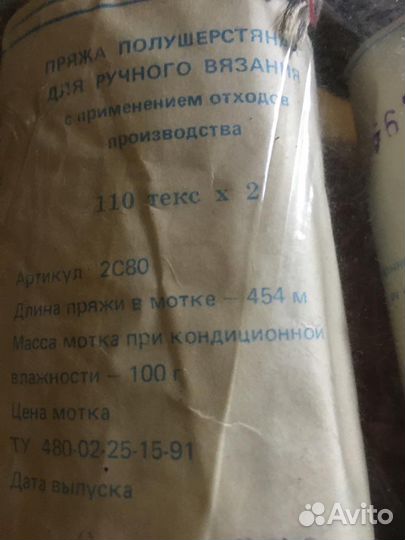 ПРЯЖА ПОЛУШЕРСТЯНАЯ
ДЛЯ РУЧНОГО ВЯЗАНИЯ
с применением отходов
производства
110 текс х 2
Артикул 2С80
Длина пряжи в мотке — 454 м
Масса мотка при кондиционной
влажности — 100 г
Цена мотка
ТУ 480-02-25-15-91
Дата выпуска
Avito